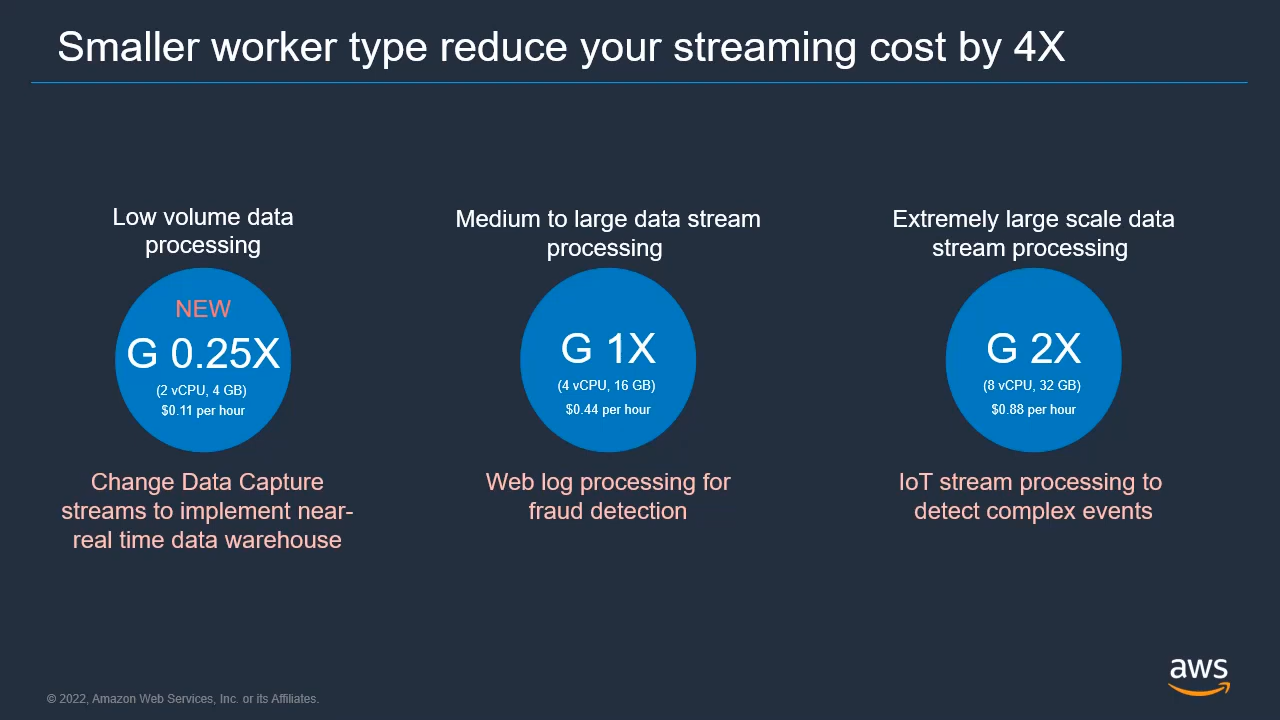 Smaller worker type reduce your streaming cost by 4X
Low volume data
processing
NEW
G 0.25X
(2 vCPU, 4 GB)
$0.11 per hour
Change Data Capture
streams to implement near-
real time data warehouse
Medium to large data stream
processing
G 1X
(4 vCPU, 16 GB)
$0.44 per hour
Web log processing for
fraud detection
Extremely large scale data
stream processing
G 2X
(8 vCPU, 32 GB)
$0.88 per hour
IoT stream processing to
detect complex events
© 2022, Amazon Web Services, Inc. or its Affiliates.
aws